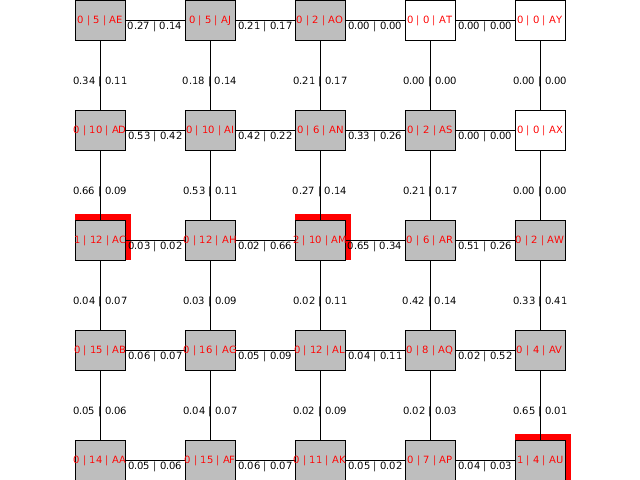 0 | 5 | AE 0.27 | 0.14 0 | 5 | AJ 0.21 | 0.17 0 | 2 | AO 0.00 | 0.00 0 | 0 | AT 0.00 | 0.00 0 | 0 | AY
0.34 | 0.11 0.18 | 0.14 0.21 | 0.17 0.00 | 0.00 0.00 | 0.00
0 | 10 | AD 0.53 | 0.42 0 | 10 | AI 0.42 | 0.22 0 | 6 | AN 0.33 | 0.26 0 | 2 | AS 0.00 | 0.00 0 | 0 | AX
0.66 | 0.09 0.53 | 0.11 0.27 | 0.14 0.21 | 0.17 0.00 | 0.00
1 | 12 | AC 0.03 | 0.02 0 | 12 | AH 0.02 | 0.66 2 | 10 | AM 0.65 | 0.34 0 | 6 | AR 0.51 | 0.26 0 | 2 | AW
0.04 | 0.07 0.03 | 0.09 0.02 | 0.11 0.42 | 0.14 0.33 | 0.41
0 | 15 | AB 0.06 | 0.07 0 | 16 | AG 0.05 | 0.09 0 | 12 | AL 0.04 | 0.11 0 | 8 | AQ 0.02 | 0.52 0 | 4 | AV
0.05 | 0.06 0.04 | 0.07 0.02 | 0.09 0.02 | 0.03 0.65 | 0.01
0 | 14 | AA 0.05 | 0.06 0 | 15 | AF 0.06 | 0.07 0 | 11 | AK 0.05 | 0.02 0 | 7 | AP 0.04 | 0.03 1 | 4 | AU